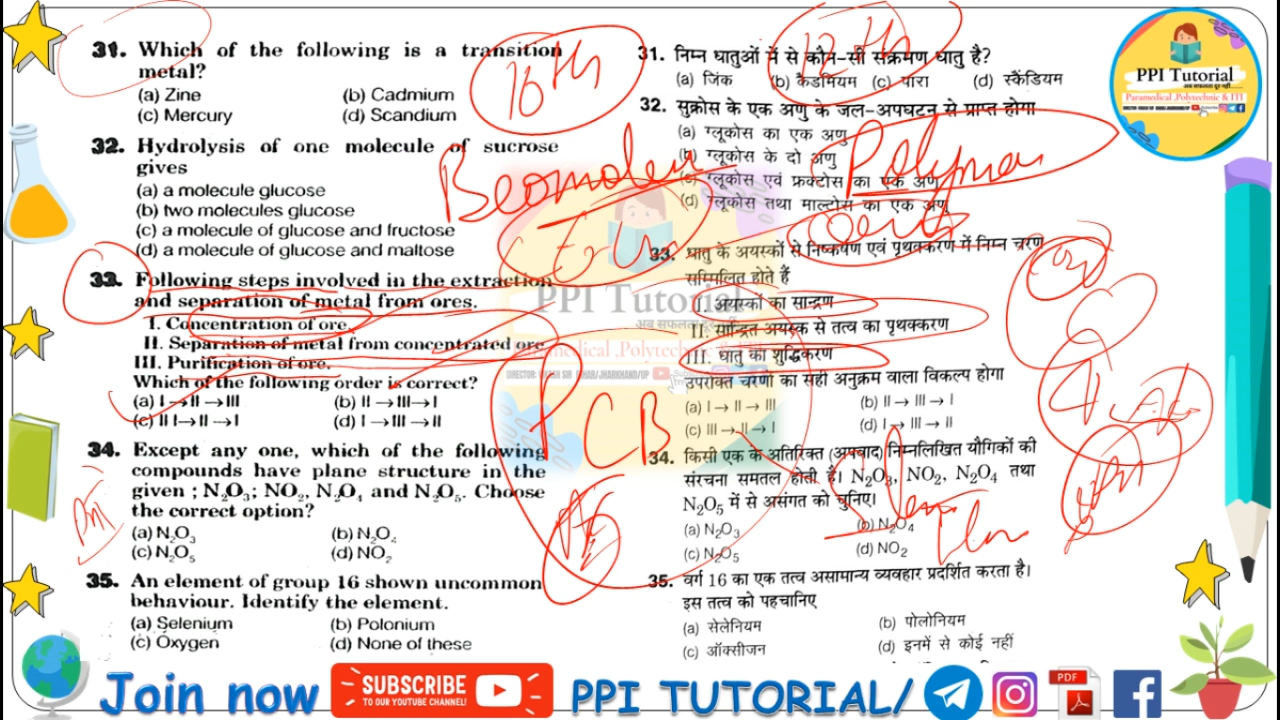 31. Which of the following is a transition
metal?
(a) Zine
(b) Cadmium
(c) Mercury
(d) Scandium
32. Hydrolysis of one molecule of sucrose
gives
(a) a molecule glucose
(b) two molecules glucose
(c) a molecule of glucose and fructose
(d) a molecule of glucose and maltose
33. Following steps involved in the extraction
and separation of metal from ores.
I. Concentration of ore.
II. Separation of metal from concentrated ore
III. Purification of ore.
Which of the following order is correct?
(a) I → II → III
(b) II → III → I
(c) II I → II → I
(d) I → III → II
34. Except any one, which of the following
compounds have plane structure in the
given ; N₂O₃; NO₂, N₂O₄ and N₂O₅. Choose
the correct option?
(a) N₂O₃
(b) N₂O₄
(c) N₂O₅
(d) NO₂
35. An element of group 16 shown uncommon
behaviour. Identify the element.
(a) Selenium
(b) Polonium
(c) Oxygen
(d) None of these
31. निम्न धातुओं में से कौन-सी संक्रमण धातु है?
(a) जिंक (b) कैडमियम (c) पारा (d) स्कैंडियम
32. सुक्रोस के एक अणु के जल-अपघटन से प्राप्त होगा
(a) ग्लूकोस का एक अणु
(b) ग्लूकोस के दो अणु
(c) ग्लूकोस एवं फ्रक्टोस का एक अणु
(d) ग्लूकोस तथा माल्टोस का एक अणु
33. धातु के अयस्कों से निष्कर्षण एवं पृथक्करण में निम्न चरण
सम्मिलित होते हैं
I. अयस्कों का सान्द्रण
II. सान्द्रित अयस्क से तत्व का पृथक्करण
III. धातु का शुद्धिकरण
उपरोक्त चरणों का सही अनुक्रम वाला विकल्प होगा
(a) I → II → III
(b) II → III → I
(c) III → II → I
(d) I → III → II
34. किसी एक के अतिरिक्त (अपवाद) निम्नलिखित यौगिकों की
संरचना समतल होती है। N₂O₃, NO₂, N₂O₄ तथा
N₂O₅ में से असंगत को चुनिए।
(a) N₂O₃
(b) N₂O₄
(c) N₂O₅
(d) NO₂
35. वर्ग 16 का एक तत्व असामान्य व्यवहार प्रदर्शित करता है।
इस तत्व को पहचानिए
(a) सेलेनियम
(b) पोलोनियम
(c) ऑक्सीजन
(d) इनमें से कोई नहीं
12th
Polymer
PCB
PPI Tutorial
अब सफलता दूर नहीं
PPI Tutorial
अब सफलता दूर नहीं.....
Paramedical ,Polytechnic & ITI
Join now
SUBSCRIBE
TO OUR YOUTUBE CHANNEL!
PPI TUTORIAL/
PDF